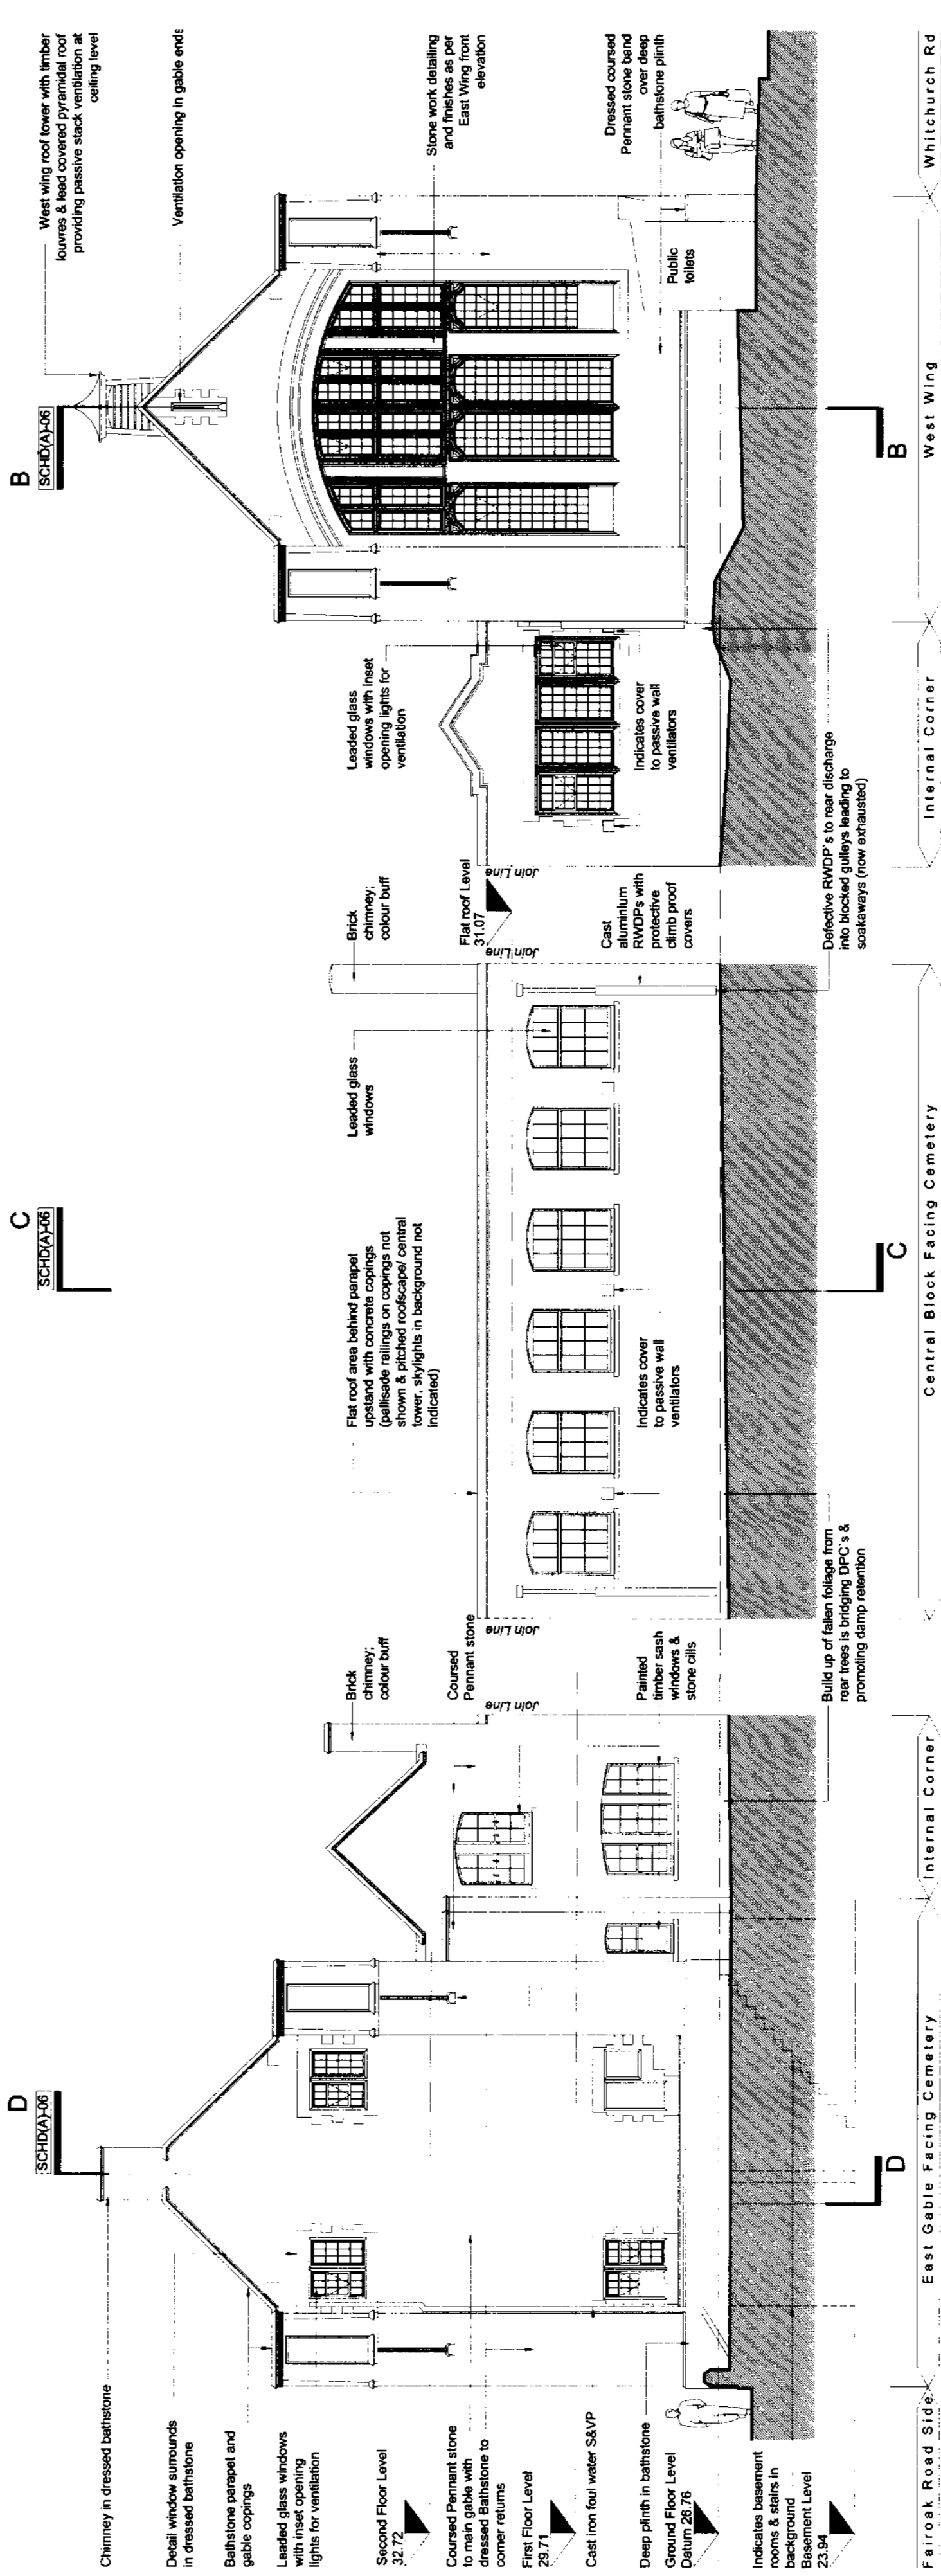 D
SCHD(A)-06
C
SCHD(A)-06
B
SCHD(A)-06
Chimney in dressed bathstone
Detail window surrounds
in dressed bathstone
Bathstone parapet and
gable copings
Leaded glass windows
with inset opening
lights for ventilation
Second Floor Level
32.72
Coursed Pennant stone
to main gable with
dressed Bathstone to
corner returns
First Floor Level
29.71
Cast iron foul water S&VP
Deep plinth in bathstone
Ground Floor Level
Datum 26.76
Indicates basement
rooms & stairs in
background
Basement Level
23.94
Brick
chimney;
colour buff
Coursed
Pennant stone
Join Line
Painted
timber sash
windows &
stone cills
Build up of fallen foliage from
rear trees is bridging DPC's &
promoting damp retention
Join Line
Flat roof area behind parapet
upstand with concrete copings
(pallisade railings on copings not
shown & pitched roofscape/ central
tower, skylights in background not
indicated)
Indicates cover
to passive wall
ventilators
Leaded glass
windows
Brick
chimney;
colour buff
Join Line
Flat roof Level
31.07
Cast
aluminium
RWDPs with
protective
climb proof
covers
Join Line
Defective RWDP's to rear discharge
into blocked gulleys leading to
soakaways (now exhausted)
Leaded glass
windows with inset
opening lights for
ventilation
Indicates cover
to passive wall
ventilators
West wing roof tower with timber
louvres & lead covered pyramidal roof
providing passive stack ventilation at
ceiling level
Ventilation opening in gable ends
Stone work detailing
and finishes as per
East Wing front
elevation
Dressed coursed
Pennant stone band
over deep
bathstone plinth
Public
toilets
D
C
B
Fairoak Road Side
East Gable Facing Cemetery
Internal Corner
Central Block Facing Cemetery
Internal Corner
West Wing
Whitchurch Rd